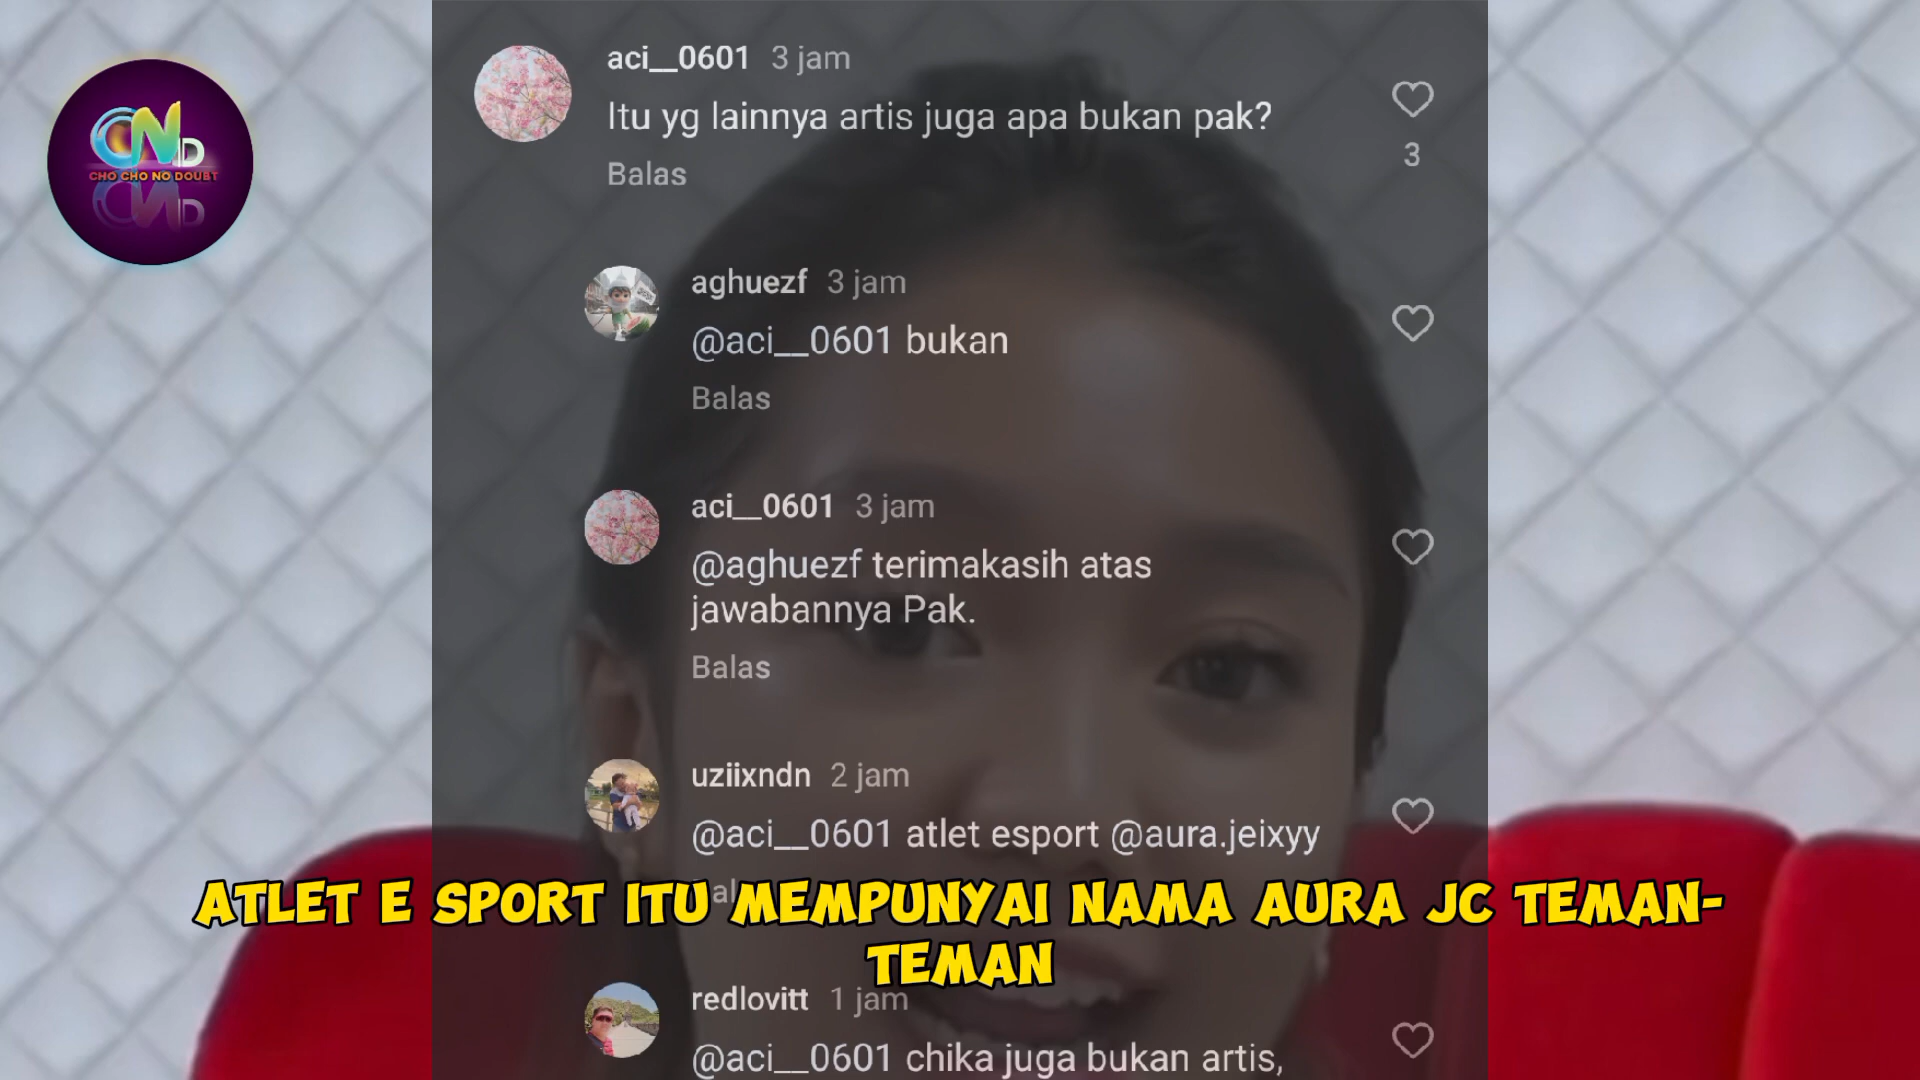 CND
CHO CHO NO DOUBT
aci__0601 3 jam
Itu yg lainnya artis juga apa bukan pak?
3
Balas
aghuezf 3 jam
@aci__0601 bukan
Balas
aci__0601 3 jam
@aghuezf terimakasih atas
jawabannya Pak.
Balas
uziixndn 2 jam
@aci__0601 atlet esport @aura.jeixyy
ATLET E SPORT ITU MEMPUNYAI NAMA AURA JC TEMAN-
TEMAN
redlovitt 1 jam
@aci__0601 chika juga bukan artis,